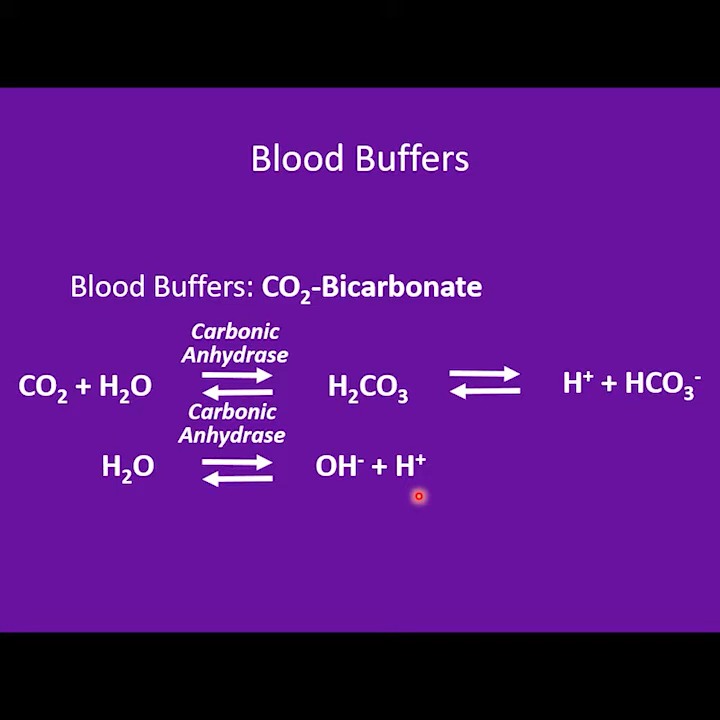 Blood Buffers
Blood Buffers: CO₂-Bicarbonate
Carbonic
Anhydrase
CO₂ + H₂O ⇌ H₂CO₃ ⇌ H⁺ + HCO₃⁻
Carbonic
Anhydrase
H₂O ⇌ OH⁻ + H⁺